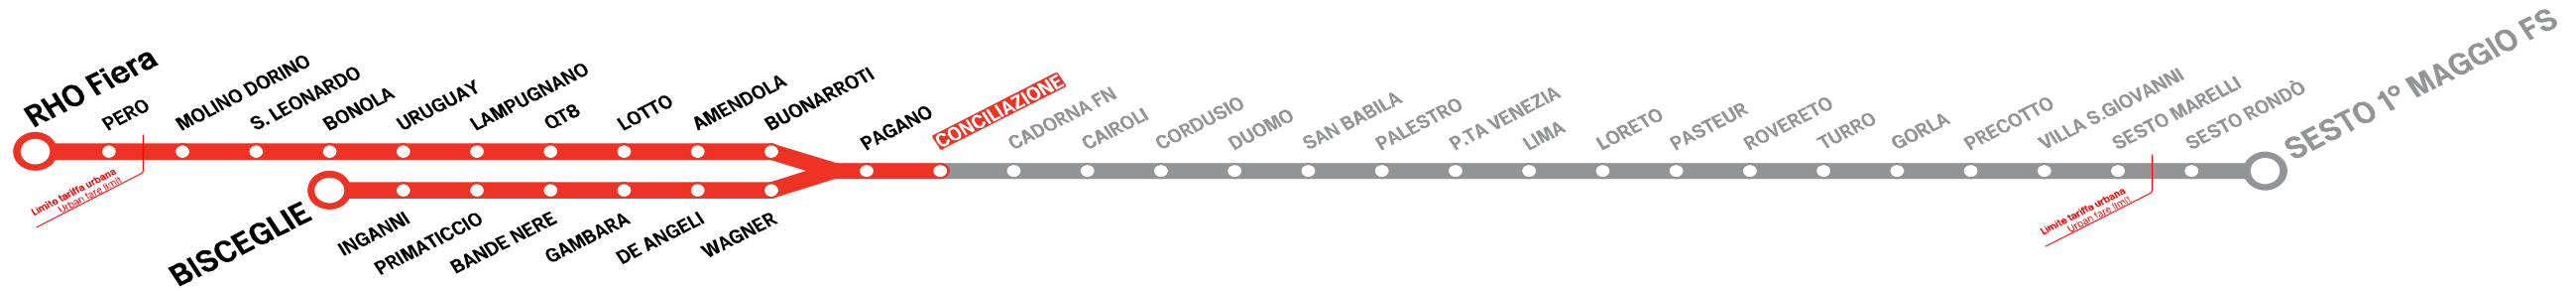 RHO Fiera
PERO
MOLINO DORINO
S. LEONARDO
BONOLA
URUGUAY
LAMPUGNANO
QT8
LOTTO
AMENDOLA
BUONARROTI
PAGANO
CONCILIAZIONE
CADORNA FN
CAIROLI
CORDUSIO
DUOMO
SAN BABILA
PALESTRO
P.TA VENEZIA
LIMA
LORETO
PASTEUR
ROVERETO
TURRO
GORLA
PRECOTTO
VILLA S.GIOVANNI
SESTO MARELLI
SESTO RONDÒ
SESTO 1° MAGGIO FS
Limite tariffa urbana
Urban fare limit
BISCEGLIE
INGANNI
PRIMATICCIO
BANDE NERE
GAMBARA
DE ANGELI
WAGNER
Limite tariffa urbana
Urban fare limit